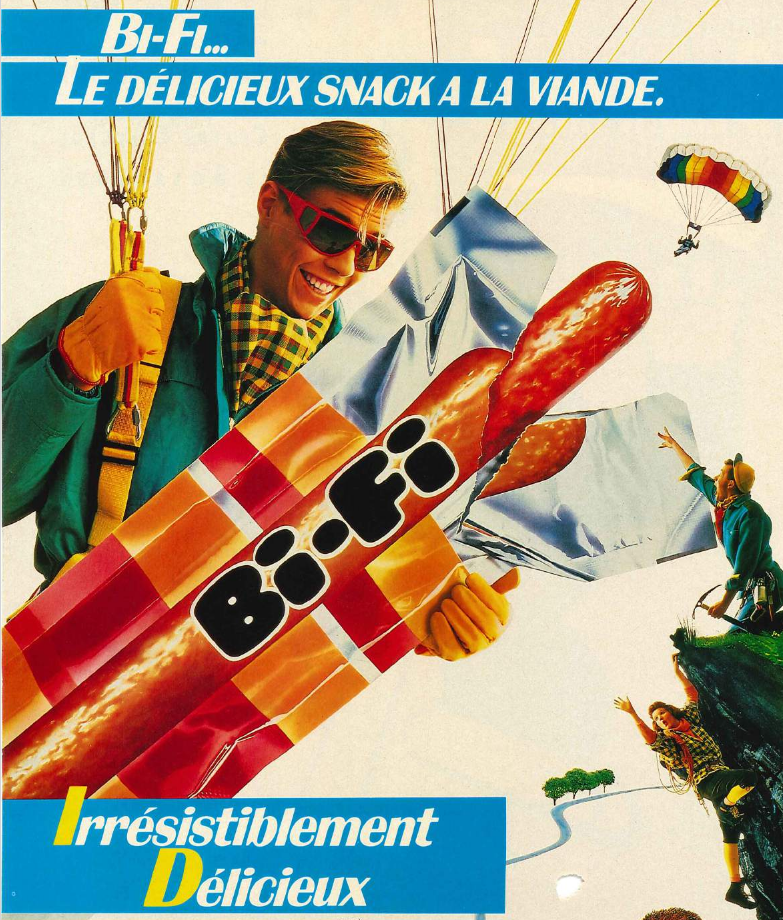 Bi-Fi...
Le délicieux snack a la viande.
Bi-Fi
Irrésistiblement
Délicieux